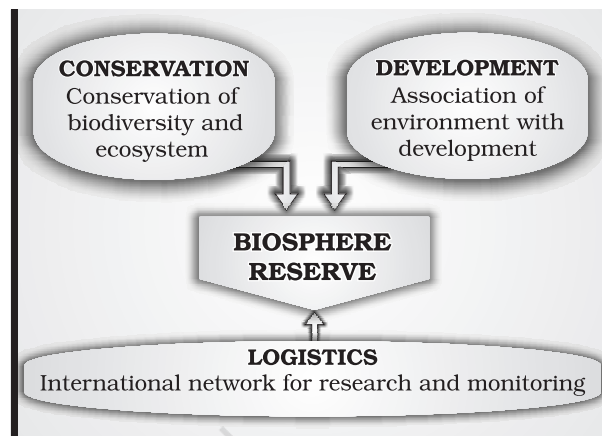 CONSERVATION
Conservation of
biodiversity and
ecosystem
DEVELOPMENT
Association of
environment with
development
BIOSPHERE
RESERVE
LOGISTICS
International network for research and monitoring